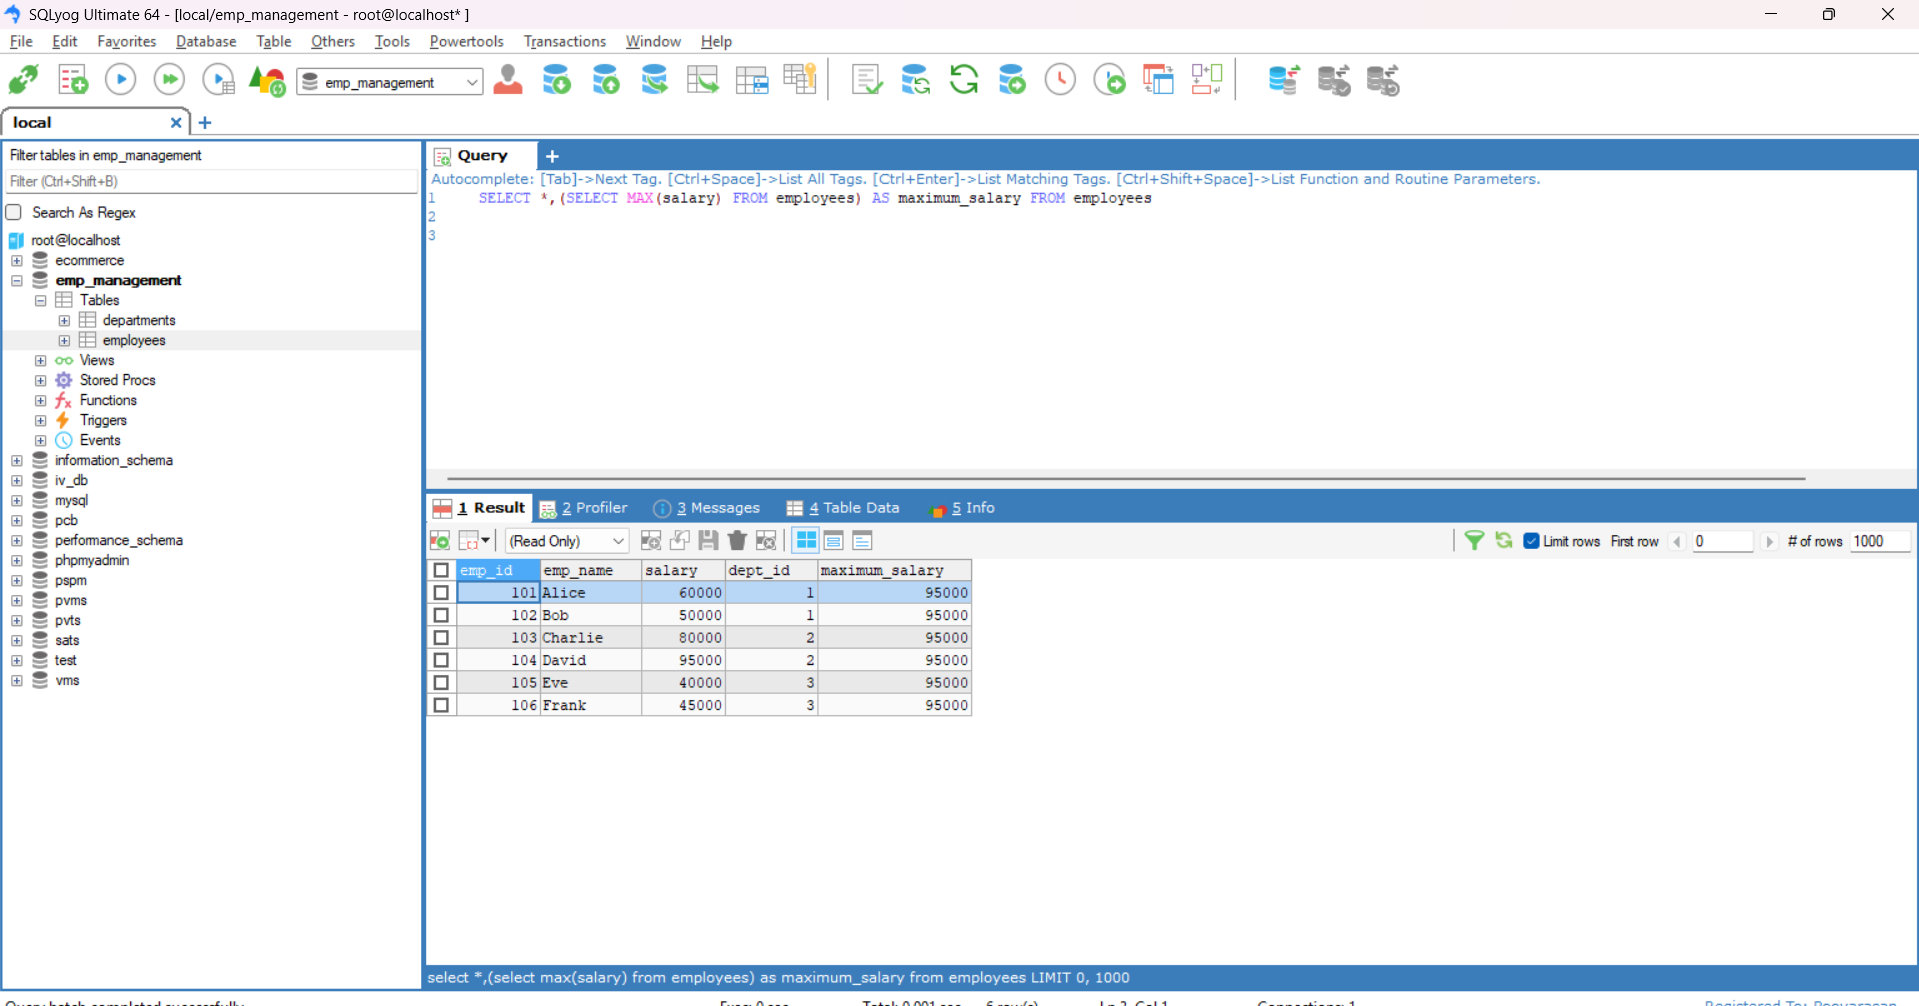 SQLyog Ultimate 64 - [local/emp_management - root@localhost* ]
File Edit Favorites Database Table Others Tools Powertools Transactions Window Help
emp_management
local
Filter tables in emp_management
Filter (Ctrl+Shift+B)
Search As Regex
root@localhost
ecommerce
emp_management
Tables
departments
employees
Views
Stored Procs
Functions
Triggers
Events
information_schema
iv_db
mysql
pcb
performance_schema
phpmyadmin
pspm
pvms
pvts
sats
test
vms
Query
Autocomplete: [Tab]->Next Tag. [Ctrl+Space]->List All Tags. [Ctrl+Enter]->List Matching Tags. [Ctrl+Shift+Space]->List Function and Routine Parameters.
1 SELECT *,(SELECT MAX(salary) FROM employees) AS maximum_salary FROM employees
2
3
1 Result 2 Profiler 3 Messages 4 Table Data 5 Info
(Read Only) Limit rows First row 0 # of rows 1000
emp_id emp_name salary dept_id maximum_salary
101 Alice 60000 1 95000
102 Bob 50000 1 95000
103 Charlie 80000 2 95000
104 David 95000 2 95000
105 Eve 40000 3 95000
106 Frank 45000 3 95000
select *,(select max(salary) from employees) as maximum_salary from employees LIMIT 0, 1000